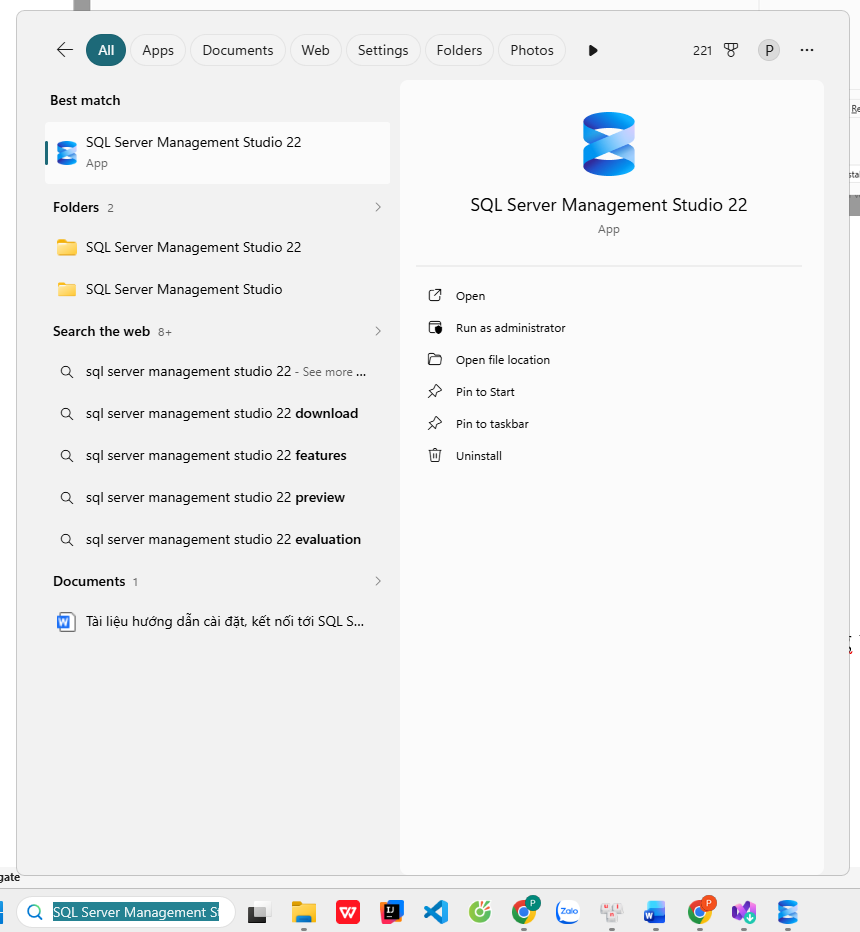 All Apps Documents Web Settings Folders Photos 221 P
Best match
SQL Server Management Studio 22
App
Folders 2
SQL Server Management Studio 22
SQL Server Management Studio
Search the web 8+
sql server management studio 22 - See more ...
sql server management studio 22 download
sql server management studio 22 features
sql server management studio 22 preview
sql server management studio 22 evaluation
Documents 1
Tài liệu hướng dẫn cài đặt, kết nối tới SQL S...
SQL Server Management Studio 22
App
Open
Run as administrator
Open file location
Pin to Start
Pin to taskbar
Uninstall
gate
SQL Server Management St
W IJ P Zalo W P